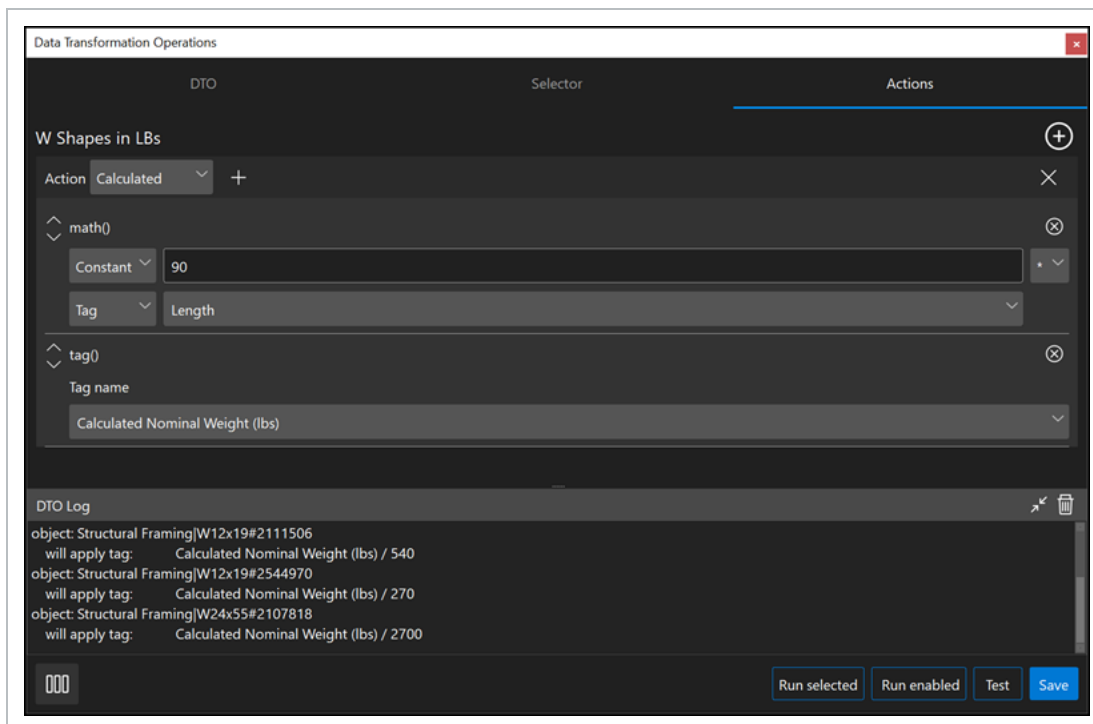 Data Transformation Operations
DTO Selector Actions
W Shapes in LBs
Action Calculated
math()
Constant 90 *
Tag Length
tag()
Tag name
Calculated Nominal Weight (lbs)
DTO Log
object: Structural Framing|W12x19#2111506
will apply tag: Calculated Nominal Weight (lbs) / 540
object: Structural Framing|W12x19#2544970
will apply tag: Calculated Nominal Weight (lbs) / 270
object: Structural Framing|W24x55#2107818
will apply tag: Calculated Nominal Weight (lbs) / 2700
Run selected Run enabled Test Save